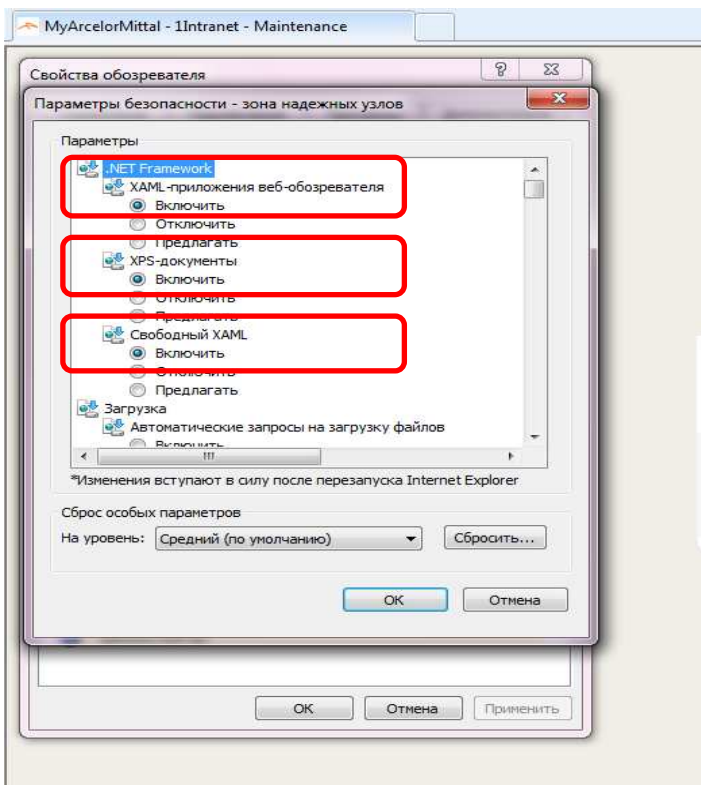 MyArcelorMittal - 1Intranet - Maintenance
Свойства обозревателя
Параметры безопасности - зона надежных узлов
Параметры
.NET Framework
XAML-приложения веб-обозревателя
Включить
Отключить
Предлагать
XPS-документы
Включить
Отключить
Предлагать
Свободный XAML
Включить
Отключить
Предлагать
Загрузка
Автоматические запросы на загрузку файлов
Включить
*Изменения вступают в силу после перезапуска Internet Explorer
Сброс особых параметров
На уровень: Средний (по умолчанию) Сбросить...
OK Отмена
OK Отмена Применить